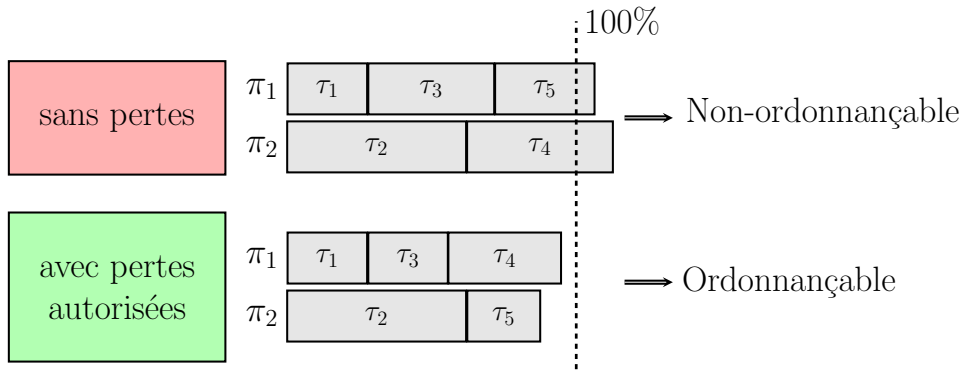 100%
sans pertes
π₁ τ₁ τ₃ τ₅
π₂ τ₂ τ₄
Non-ordonnançable
avec pertes
autorisées
π₁ τ₁ τ₃ τ₄
π₂ τ₂ τ₅
Ordonnançable